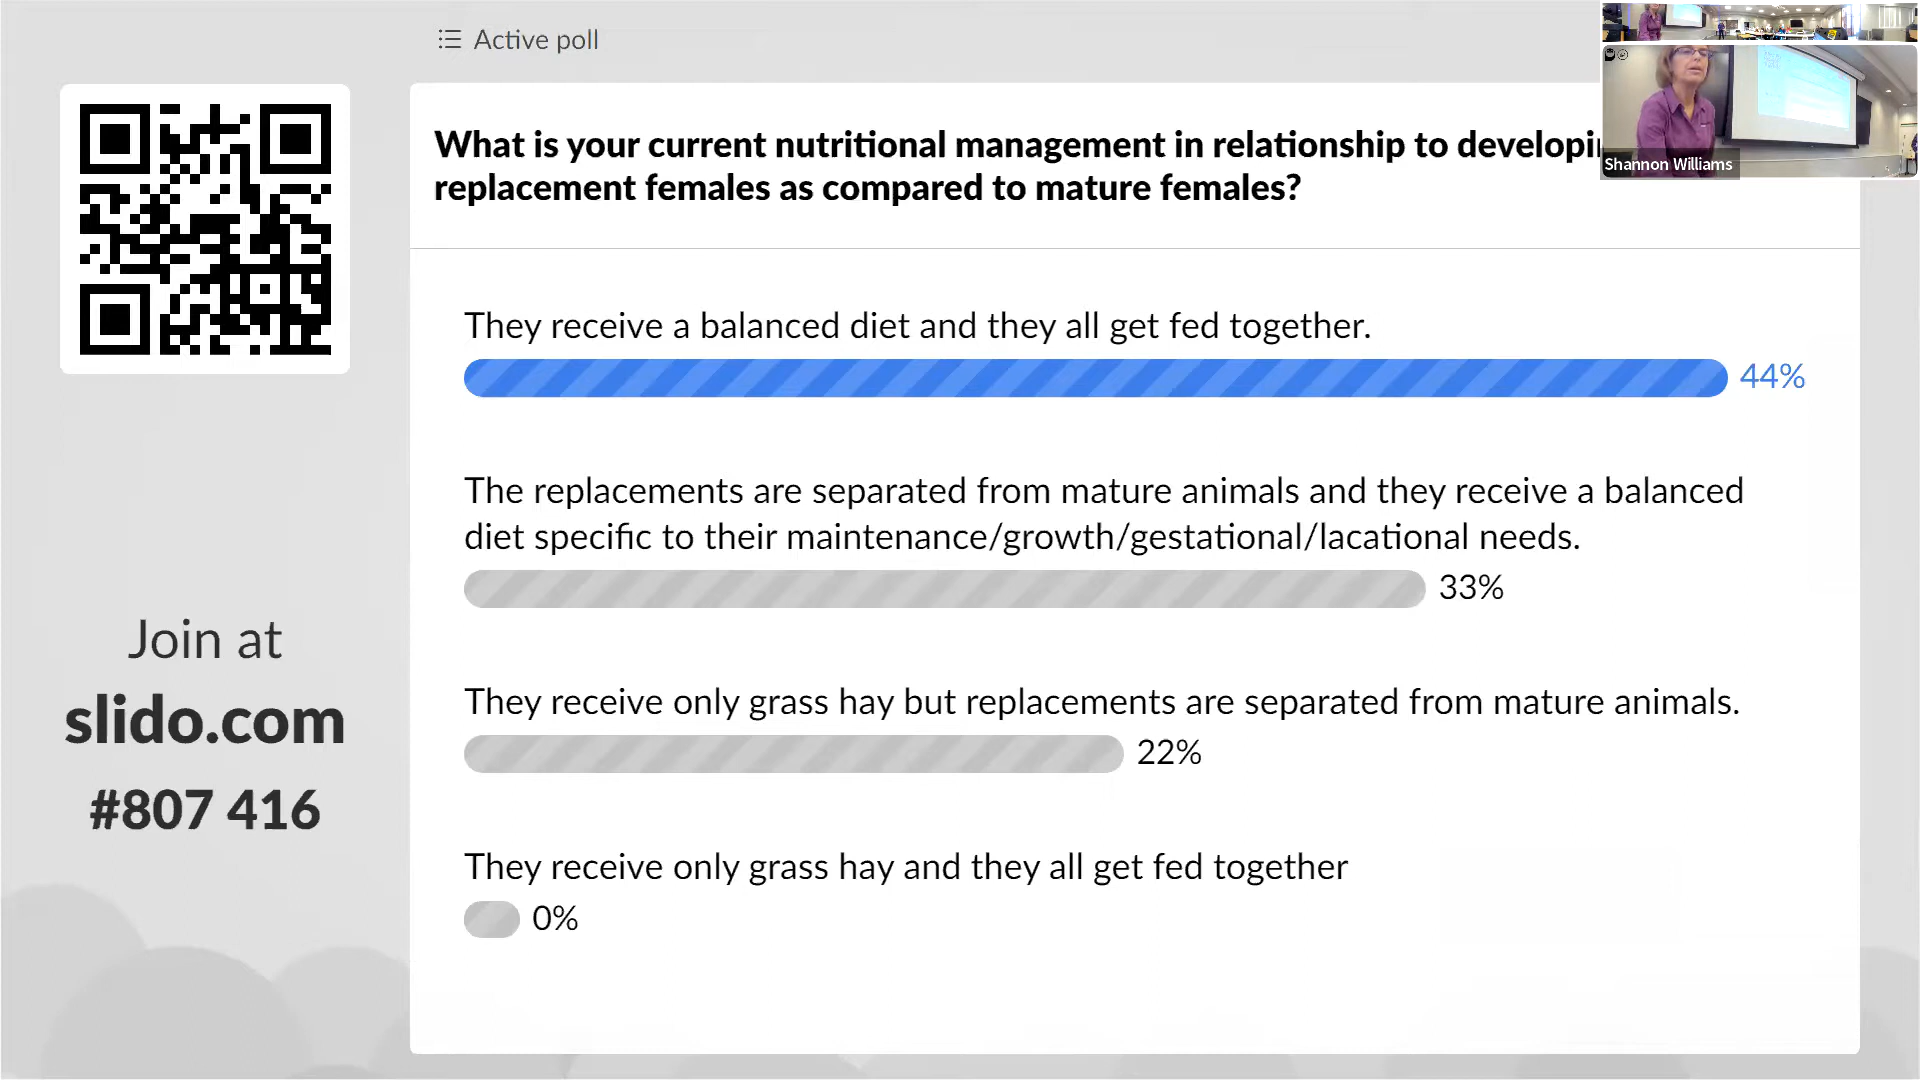 Active poll
What is your current nutritional management in relationship to developi
replacement females as compared to mature females?
Shannon Williams
They receive a balanced diet and they all get fed together.
44%
The replacements are separated from mature animals and they receive a balanced
diet specific to their maintenance/growth/gestational/lacational needs.
33%
They receive only grass hay but replacements are separated from mature animals.
22%
They receive only grass hay and they all get fed together
0%
Join at
slido.com
#807 416